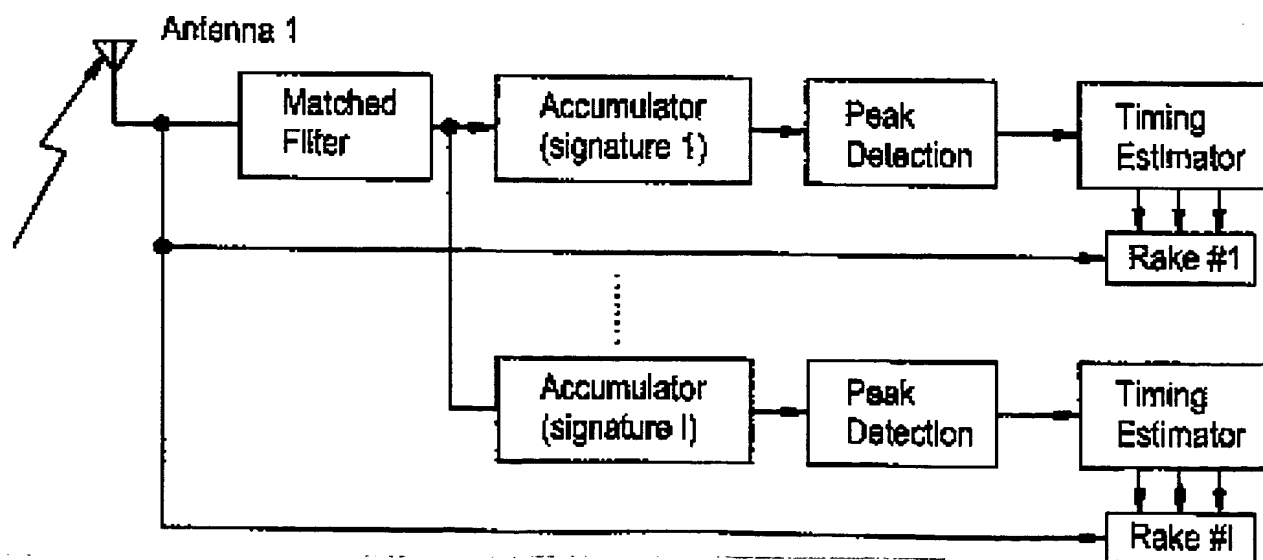 Antenna 1
Matched
Filter
Accumulator
(signature 1)
Peak
Detection
Timing
Estimator
Rake #1
Accumulator
(signature l)
Peak
Detection
Timing
Estimator
Rake #l